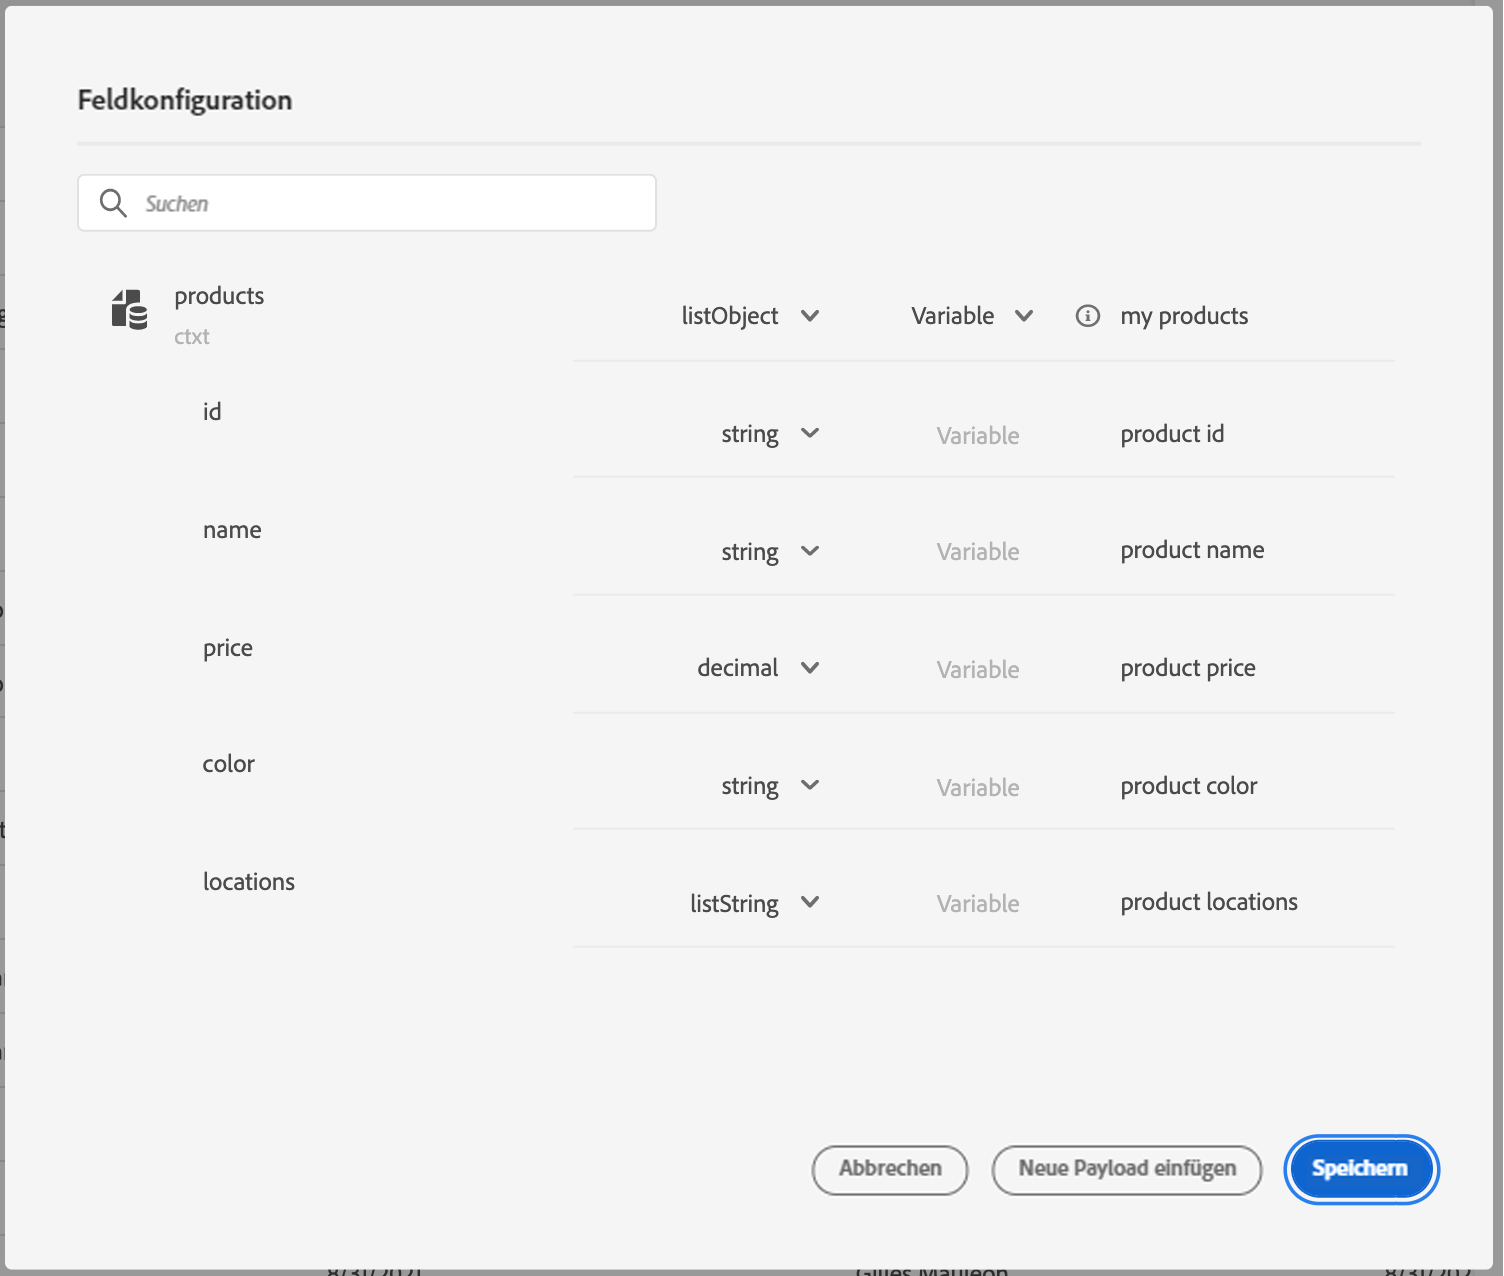 Feldkonfiguration
Suchen
products
ctxt
listObject Variable my products
id
string Variable product id
name
string Variable product name
price
decimal Variable product price
color
string Variable product color
locations
listString Variable product locations
Abbrechen Neue Payload einfügen Speichern